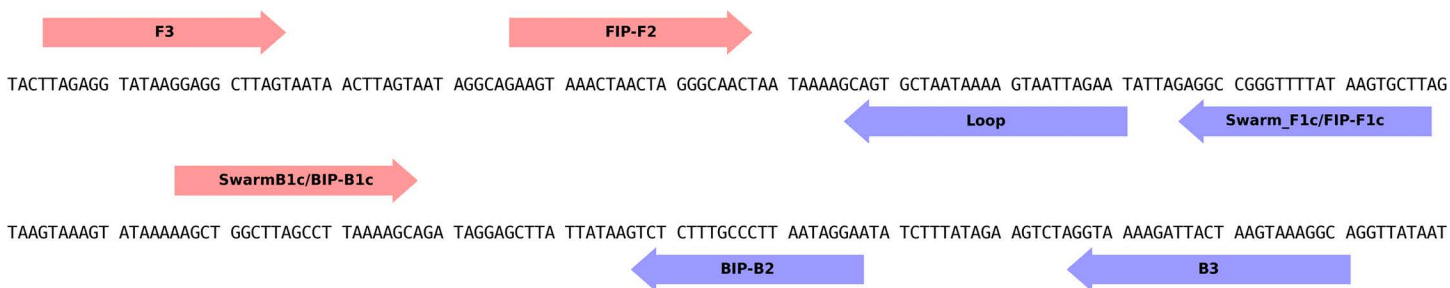 F3 FIP-F2
TACTTAGAGG TATAAGGAGG CTTAGTAATA ACTTAGTAAT AGGCAGAAGT AAACTAACTA GGGCAACTAA TAAAAGCAGT GCTAATAAAA GTAATTAGAA TATTAGAGGC CGGGTTTTAT AAGTGCTTAG
Loop Swarm_F1c/FIP-F1c
SwarmB1c/BIP-B1c
TAAGTAAAGT ATAAAAAGCT GGCTTAGCCT TAAAAGCAGA TAGGAGCTTA TTATAAGTCT CTTTGCCCTT AATAGGAATA TCTTTATAGA AGTCTAGGTA AAAGATTACT AAGTAAAGGC AGGTTATAAT
BIP-B2 B3